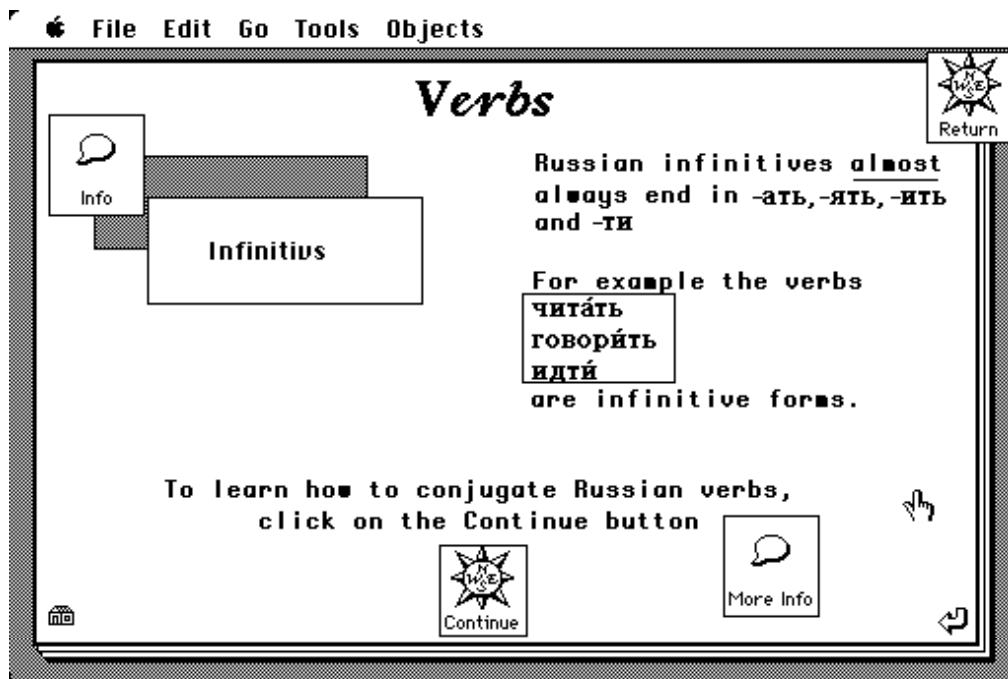 File Edit Go Tools Objects
Verbs
Return
Info
Infinitivs
Russian infinitives almost
always end in -ать,-ять,-ить
and -ти
For example the verbs
чита́ть
говори́ть
идти́
are infinitive forms.
To learn how to conjugate Russian verbs,
click on the Continue button
N
W E
S
Continue
More Info